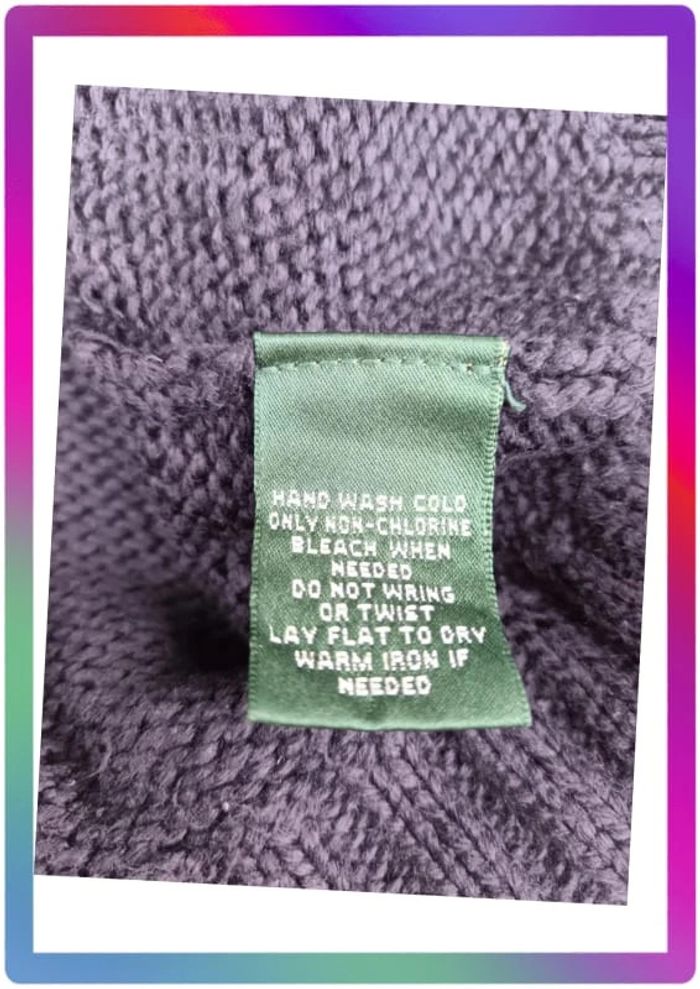 HAND WASH COLD
ONLY NON-CHLORINE
BLEACH WHEN
NEEDED
DO NOT WRING
OR TWIST
LAY FLAT TO DRY
WARM IRON IF
NEEDED